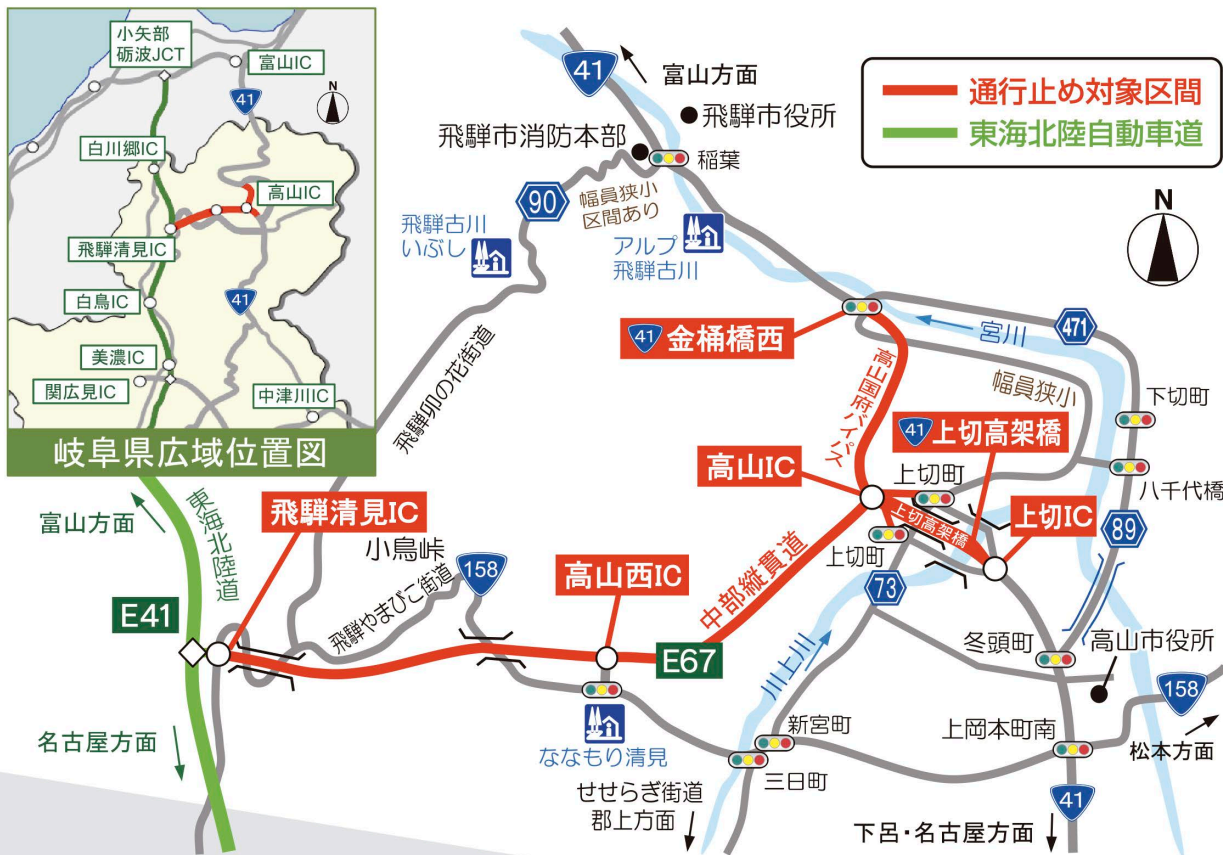 小矢部
砺波JCT
富山IC
41
N
白川郷IC
高山IC
飛騨清見IC
白鳥IC
41
美濃IC
関広見IC
中津川IC
岐阜県広域位置図
通行止め対象区間
東海北陸自動車道
N
41
富山方面
飛騨市役所
飛騨市消防本部
稲葉
90
幅員狭小
区間あり
飛騨古川
いぶし
アルプ
飛騨古川
41 金桶橋西
宮川
471
高山国府バイパス
幅員狭小
下切町
飛騨卯の花街道
41 上切高架橋
高山IC
上切町
八千代橋
上切高架橋
上切IC
上切町
89
富山方面
東海北陸道
飛騨清見IC
小鳥峠
158
高山西IC
中部縦貫道
73
飛騨やまびこ街道
E41
E67
川上川
冬頭町
高山市役所
158
名古屋方面
ななもり清見
新宮町
上岡本町南
松本方面
三日町
せせらぎ街道
郡上方面
41
下呂・名古屋方面